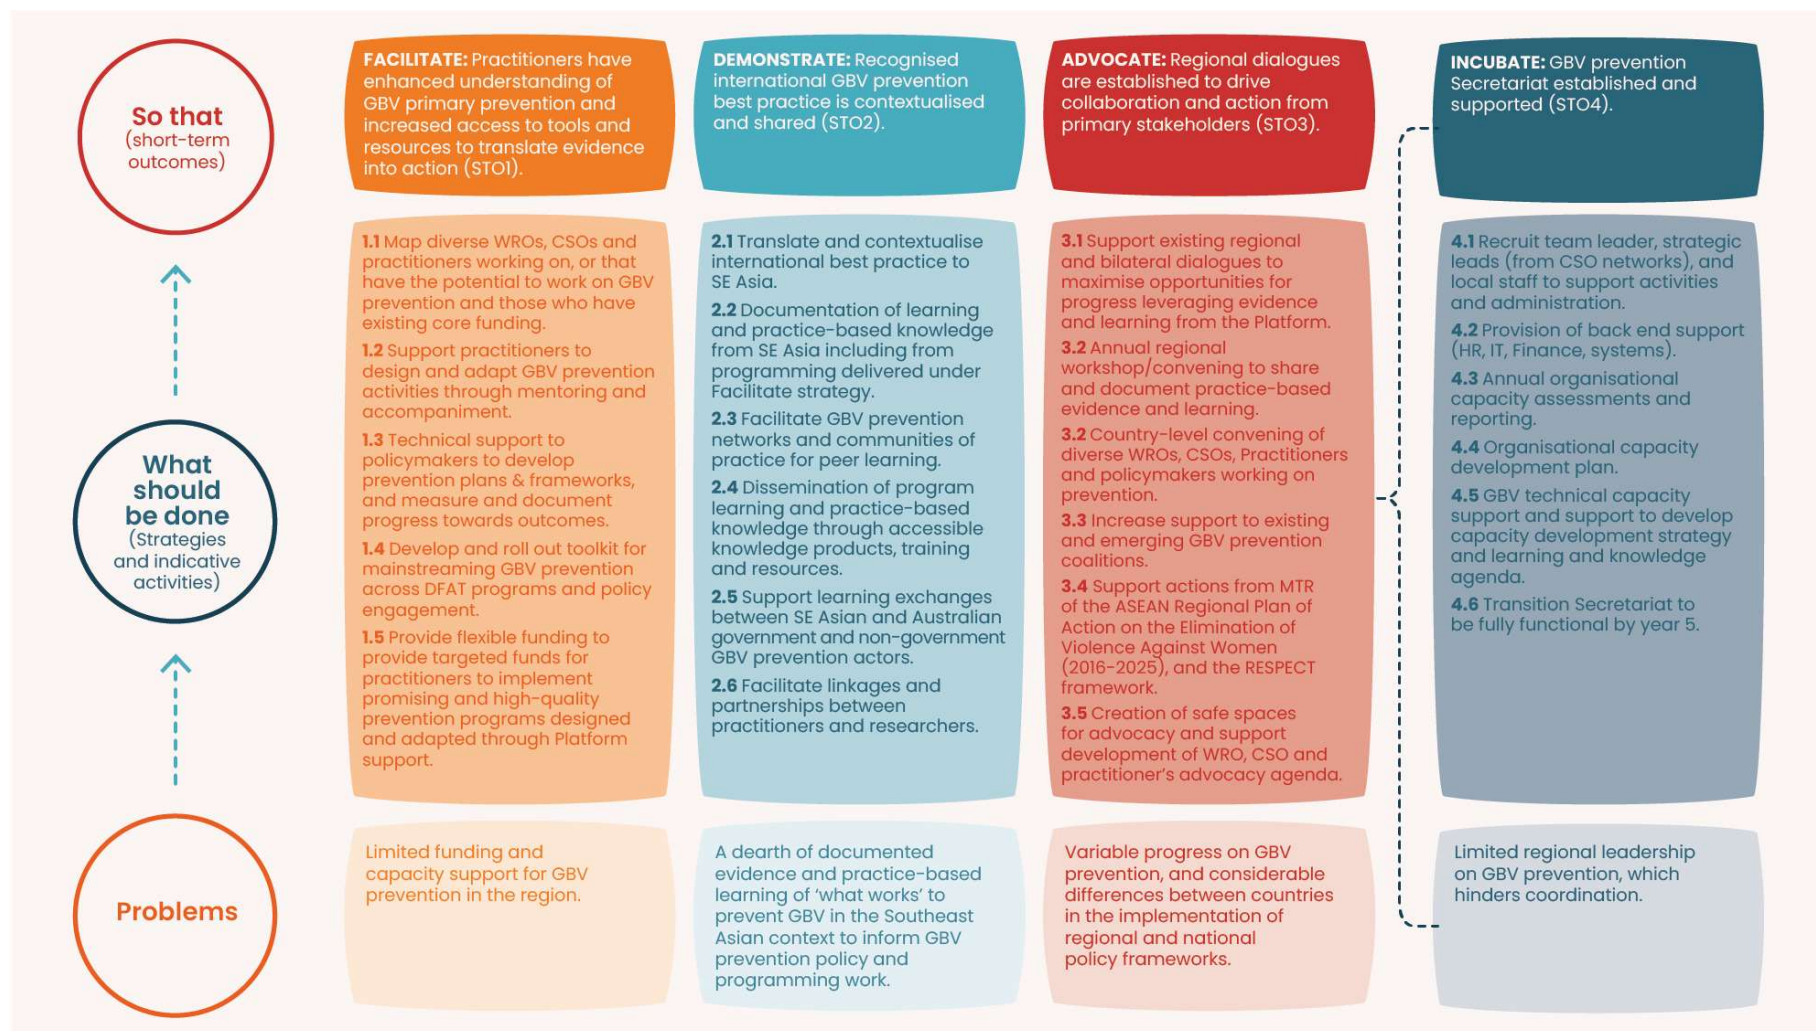 So that
(short-term
outcomes)
FACILITATE: Practitioners have
enhanced understanding of
GBV primary prevention and
increased access to tools and
resources to translate evidence
into action (STO1).
DEMONSTRATE: Recognised
international GBV prevention
best practice is contextualised
and shared (STO2).
ADVOCATE: Regional dialogues
are established to drive
collaboration and action from
primary stakeholders (STO3).
INCUBATE: GBV prevention
Secretariat established and
supported (STO4).
What
should
be done
(Strategies
and indicative
activities)
1.1 Map diverse WROs, CSOs and
practitioners working on, or that
have the potential to work on GBV
prevention and those who have
existing core funding.
1.2 Support practitioners to
design and adapt GBV prevention
activities through mentoring and
accompaniment.
1.3 Technical support to
policymakers to develop
prevention plans & frameworks,
and measure and document
progress towards outcomes.
1.4 Develop and roll out toolkit for
mainstreaming GBV prevention
across DFAT programs and policy
engagement.
1.5 Provide flexible funding to
provide targeted funds for
practitioners to implement
promising and high-quality
prevention programs designed
and adapted through Platform
support.
2.1 Translate and contextualise
international best practice to
SE Asia.
2.2 Documentation of learning
and practice-based knowledge
from SE Asia including from
programming delivered under
Facilitate strategy.
2.3 Facilitate GBV prevention
networks and communities of
practice for peer learning.
2.4 Dissemination of program
learning and practice-based
knowledge through accessible
knowledge products, training
and resources.
2.5 Support learning exchanges
between SE Asian and Australian
government and non-government
GBV prevention actors.
2.6 Facilitate linkages and
partnerships between
practitioners and researchers.
3.1 Support existing regional
and bilateral dialogues to
maximise opportunities for
progress leveraging evidence
and learning from the Platform.
3.2 Annual regional
workshop/convening to share
and document practice-based
evidence and learning.
3.2 Country-level convening of
diverse WROs, CSOs, Practitioners
and policymakers working on
prevention.
3.3 Increase support to existing
and emerging GBV prevention
coalitions.
3.4 Support actions from MTR
of the ASEAN Regional Plan of
Action on the Elimination of
Violence Against Women
(2016-2025), and the RESPECT
framework.
3.5 Creation of safe spaces
for advocacy and support
development of WRO, CSO and
practitioner's advocacy agenda.
4.1 Recruit team leader, strategic
leads (from CSO networks), and
local staff to support activities
and administration.
4.2 Provision of back end support
(HR, IT, Finance, systems).
4.3 Annual organisational
capacity assessments and
reporting.
4.4 Organisational capacity
development plan.
4.5 GBV technical capacity
support and support to develop
capacity development strategy
and learning and knowledge
agenda.
4.6 Transition Secretariat to
be fully functional by year 5.
Problems
Limited funding and
capacity support for GBV
prevention in the region.
A dearth of documented
evidence and practice-based
learning of 'what works' to
prevent GBV in the Southeast
Asian context to inform GBV
prevention policy and
programming work.
Variable progress on GBV
prevention, and considerable
differences between countries
in the implementation of
regional and national
policy frameworks.
Limited regional leadership
on GBV prevention, which
hinders coordination.